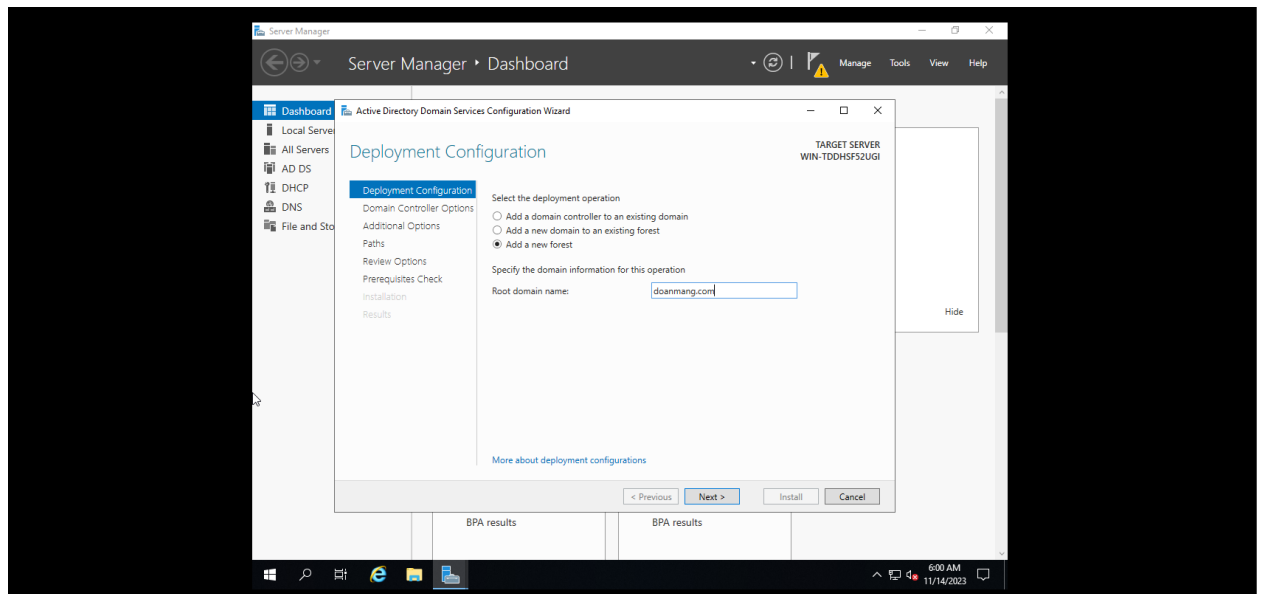 Server Manager
Server Manager • Dashboard
Manage Tools View Help
Dashboard
Local Server
All Servers
AD DS
DHCP
DNS
File and Sto
Active Directory Domain Services Configuration Wizard
Deployment Configuration
TARGET SERVER
WIN-TDDHSF52UGI
Deployment Configuration
Domain Controller Options
Additional Options
Paths
Review Options
Prerequisites Check
Installation
Results
Select the deployment operation
Add a domain controller to an existing domain
Add a new domain to an existing forest
Add a new forest
Specify the domain information for this operation
Root domain name: doanmang.com
More about deployment configurations
< Previous Next > Install Cancel
Hide
BPA results BPA results
6:00 AM
11/14/2023